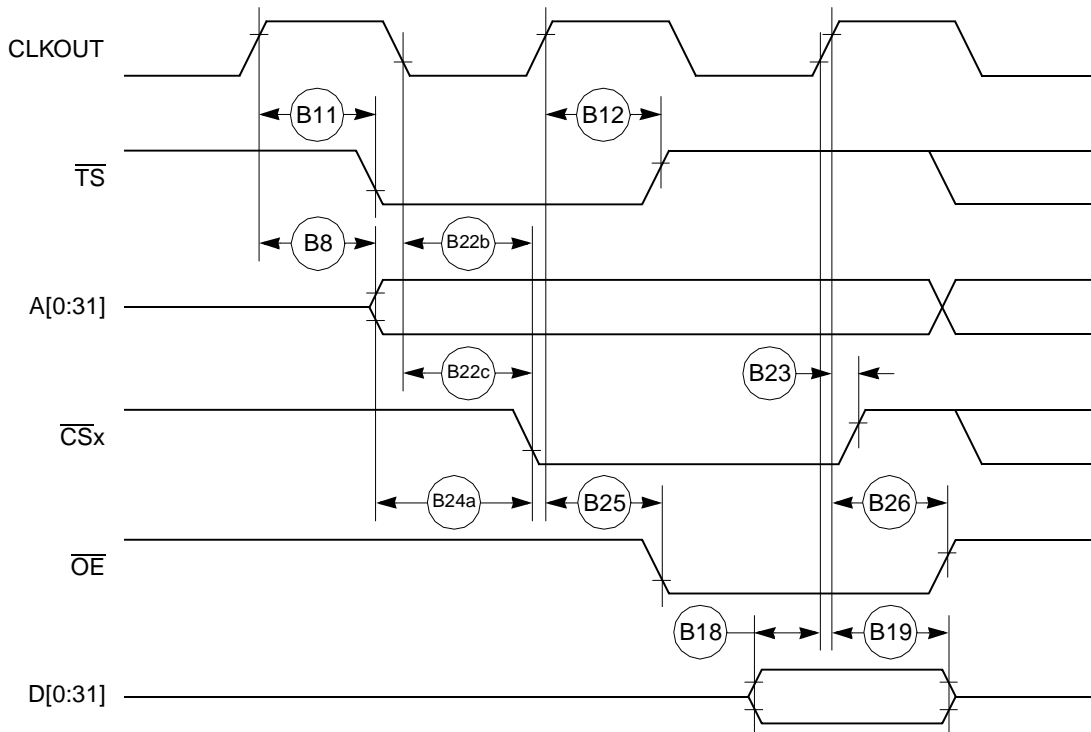 CLKOUT
B11
B12
TS
B8
B22b
A[0:31]
B22c
B23
CSx
B24a
B25
B26
OE
B18
B19
D[0:31]